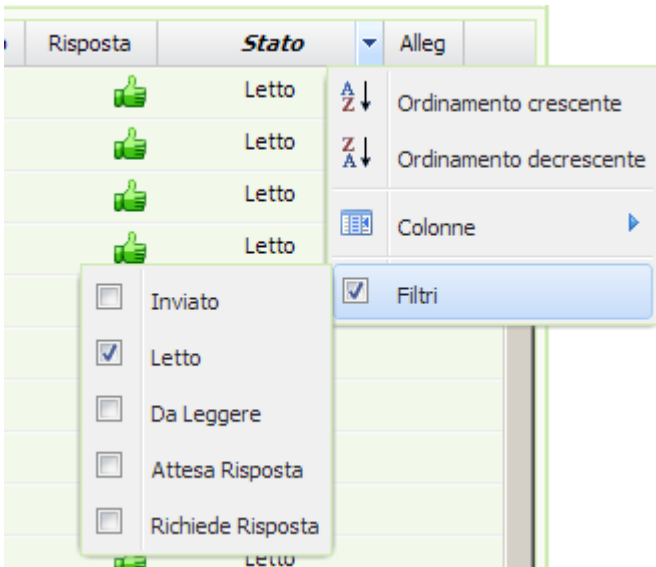 Risposta Stato Alleg
Letto
Letto
Letto
Letto
A Z Ordinamento crescente
Z A Ordinamento decrescente
Colonne
Filtri
Inviato
Letto
Da Leggere
Attesa Risposta
Richiede Risposta
Letto